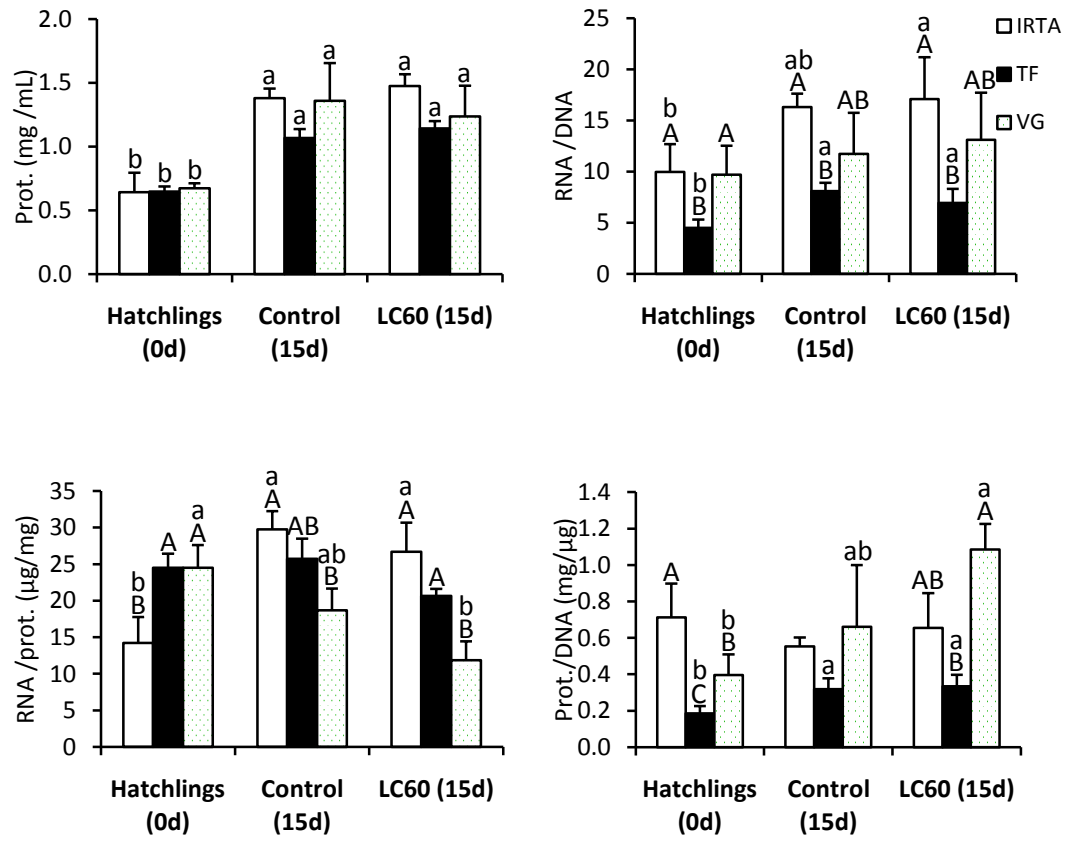 Prot. (mg /mL)
2.0
1.5
1.0
0.5
0.0
b b b
a a a
a a a
Hatchlings
(0d)
Control
(15d)
LC60 (15d)
RNA /DNA
25
20
15
10
5
0
b
A
b
B
A
ab
A
a
B
AB
a
A
a
B
AB
Hatchlings
(0d)
Control
(15d)
LC60 (15d)
IRTA
TF
VG
RNA /prot. (µg/mg)
35
30
25
20
15
10
5
0
b
B
A
a
A
a
A
AB
ab
B
a
A
A
b
B
Hatchlings
(0d)
Control
(15d)
LC60 (15d)
Prot./DNA (mg/µg)
1.4
1.2
1.0
0.8
0.6
0.4
0.2
0.0
A
b
C
b
B
a
ab
AB
a
B
a
A
Hatchlings
(0d)
Control
(15d)
LC60 (15d)